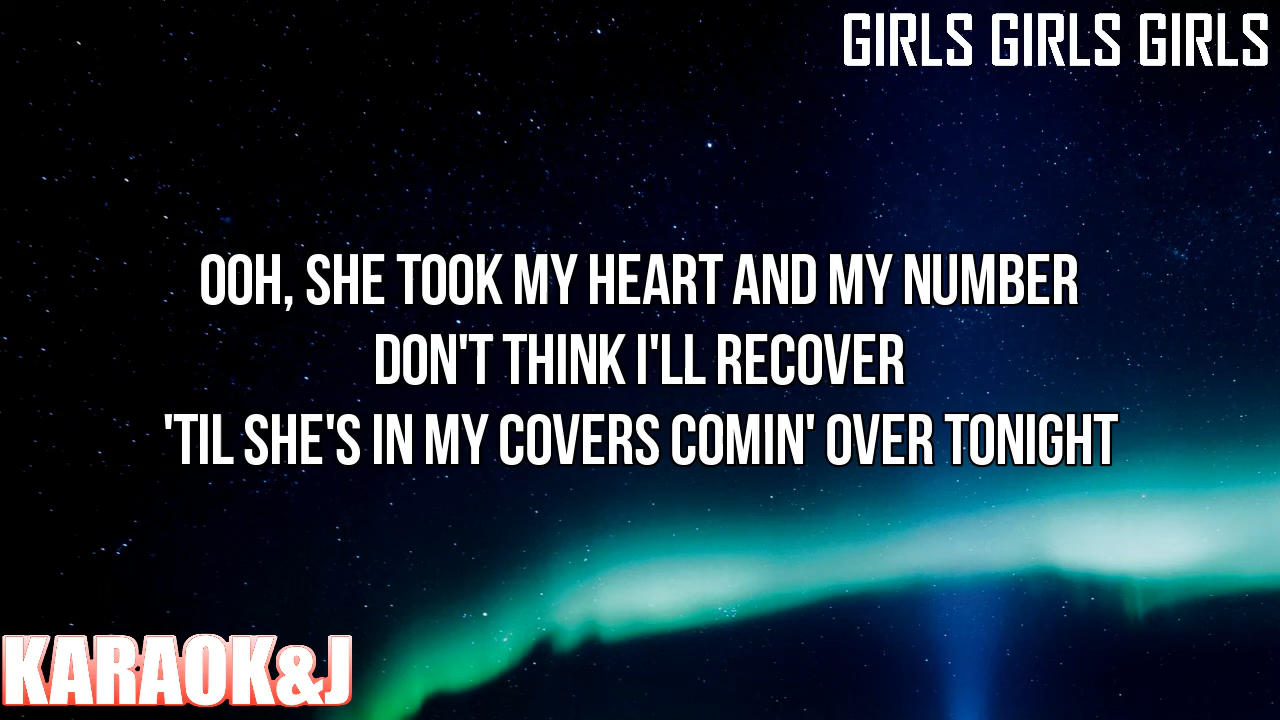 GIRLS GIRLS GIRLS
OOH, SHE TOOK MY HEART AND MY NUMBER
DON'T THINK I'LL RECOVER
'TIL SHE'S IN MY COVERS COMIN' OVER TONIGHT
KARAOK&J